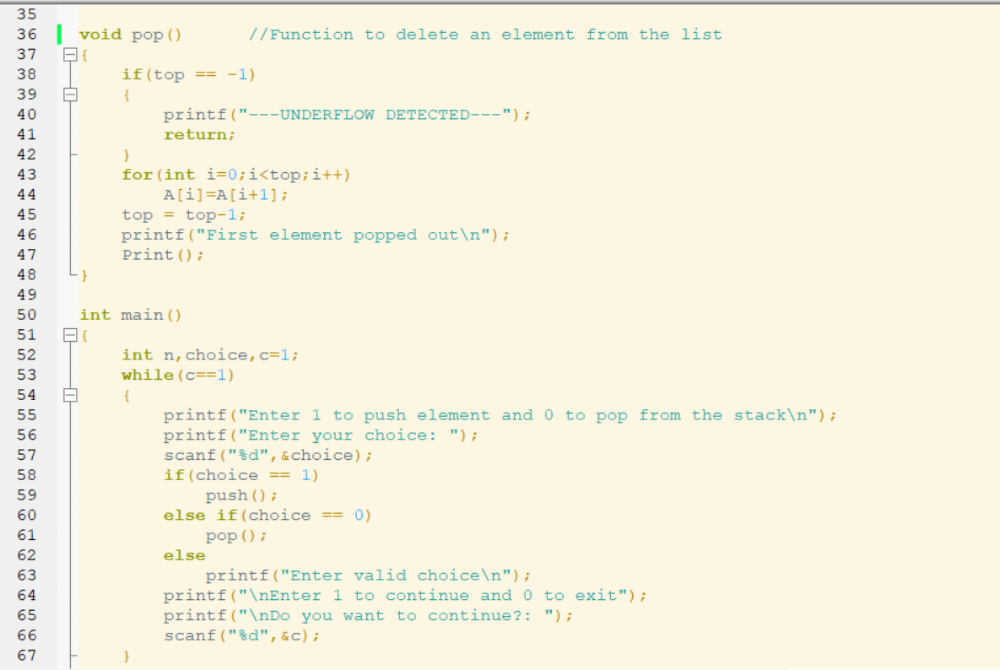 35
36 void pop() //Function to delete an element from the list
37 {
38 if(top == -1)
39 {
40 printf("---UNDERFLOW DETECTED---");
41 return;
42 }
43 for(int i=0;i<top;i++)
44 A[i]=A[i+1];
45 top = top-1;
46 printf("First element popped out\n");
47 Print();
48 }
49
50 int main()
51 {
52 int n,choice,c=1;
53 while(c==1)
54 {
55 printf("Enter 1 to push element and 0 to pop from the stack\n");
56 printf("Enter your choice: ");
57 scanf("%d",&choice);
58 if(choice == 1)
59 push();
60 else if(choice == 0)
61 pop();
62 else
63 printf("Enter valid choice\n");
64 printf("\nEnter 1 to continue and 0 to exit");
65 printf("\nDo you want to continue?: ");
66 scanf("%d",&c);
67 }